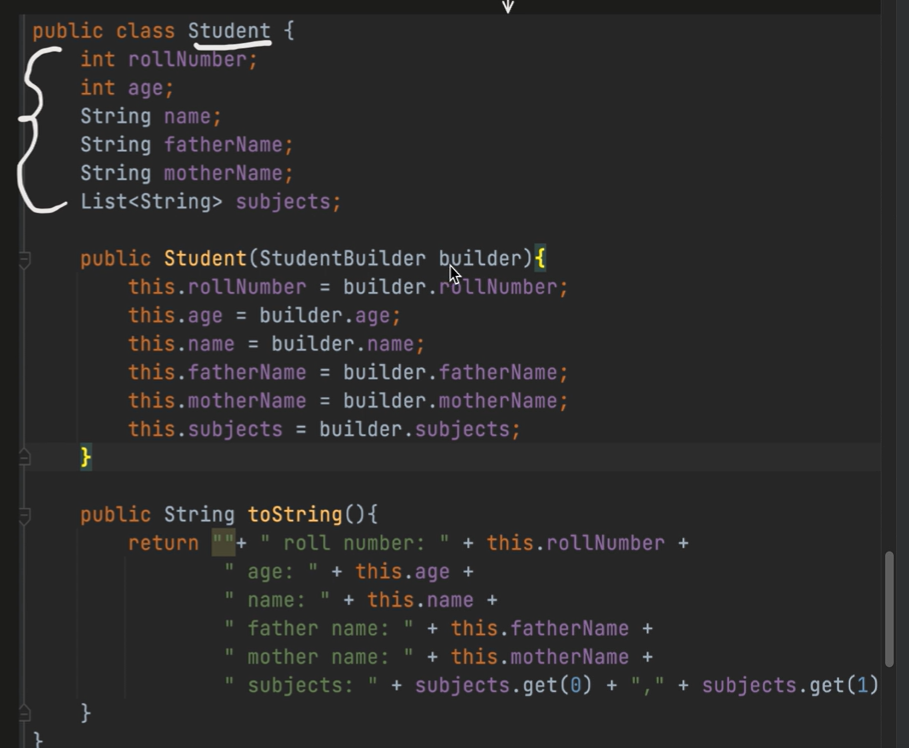 public class Student {
int rollNumber;
int age;
String name;
String fatherName;
String motherName;
List<String> subjects;
public Student(StudentBuilder builder){
this.rollNumber = builder.rollNumber;
this.age = builder.age;
this.name = builder.name;
this.fatherName = builder.fatherName;
this.motherName = builder.motherName;
this.subjects = builder.subjects;
}
public String toString(){
return ""+ " roll number: " + this.rollNumber +
" age: " + this.age +
" name: " + this.name +
" father name: " + this.fatherName +
" mother name: " + this.motherName +
" subjects: " + subjects.get(0) + "," + subjects.get(1)
}
}